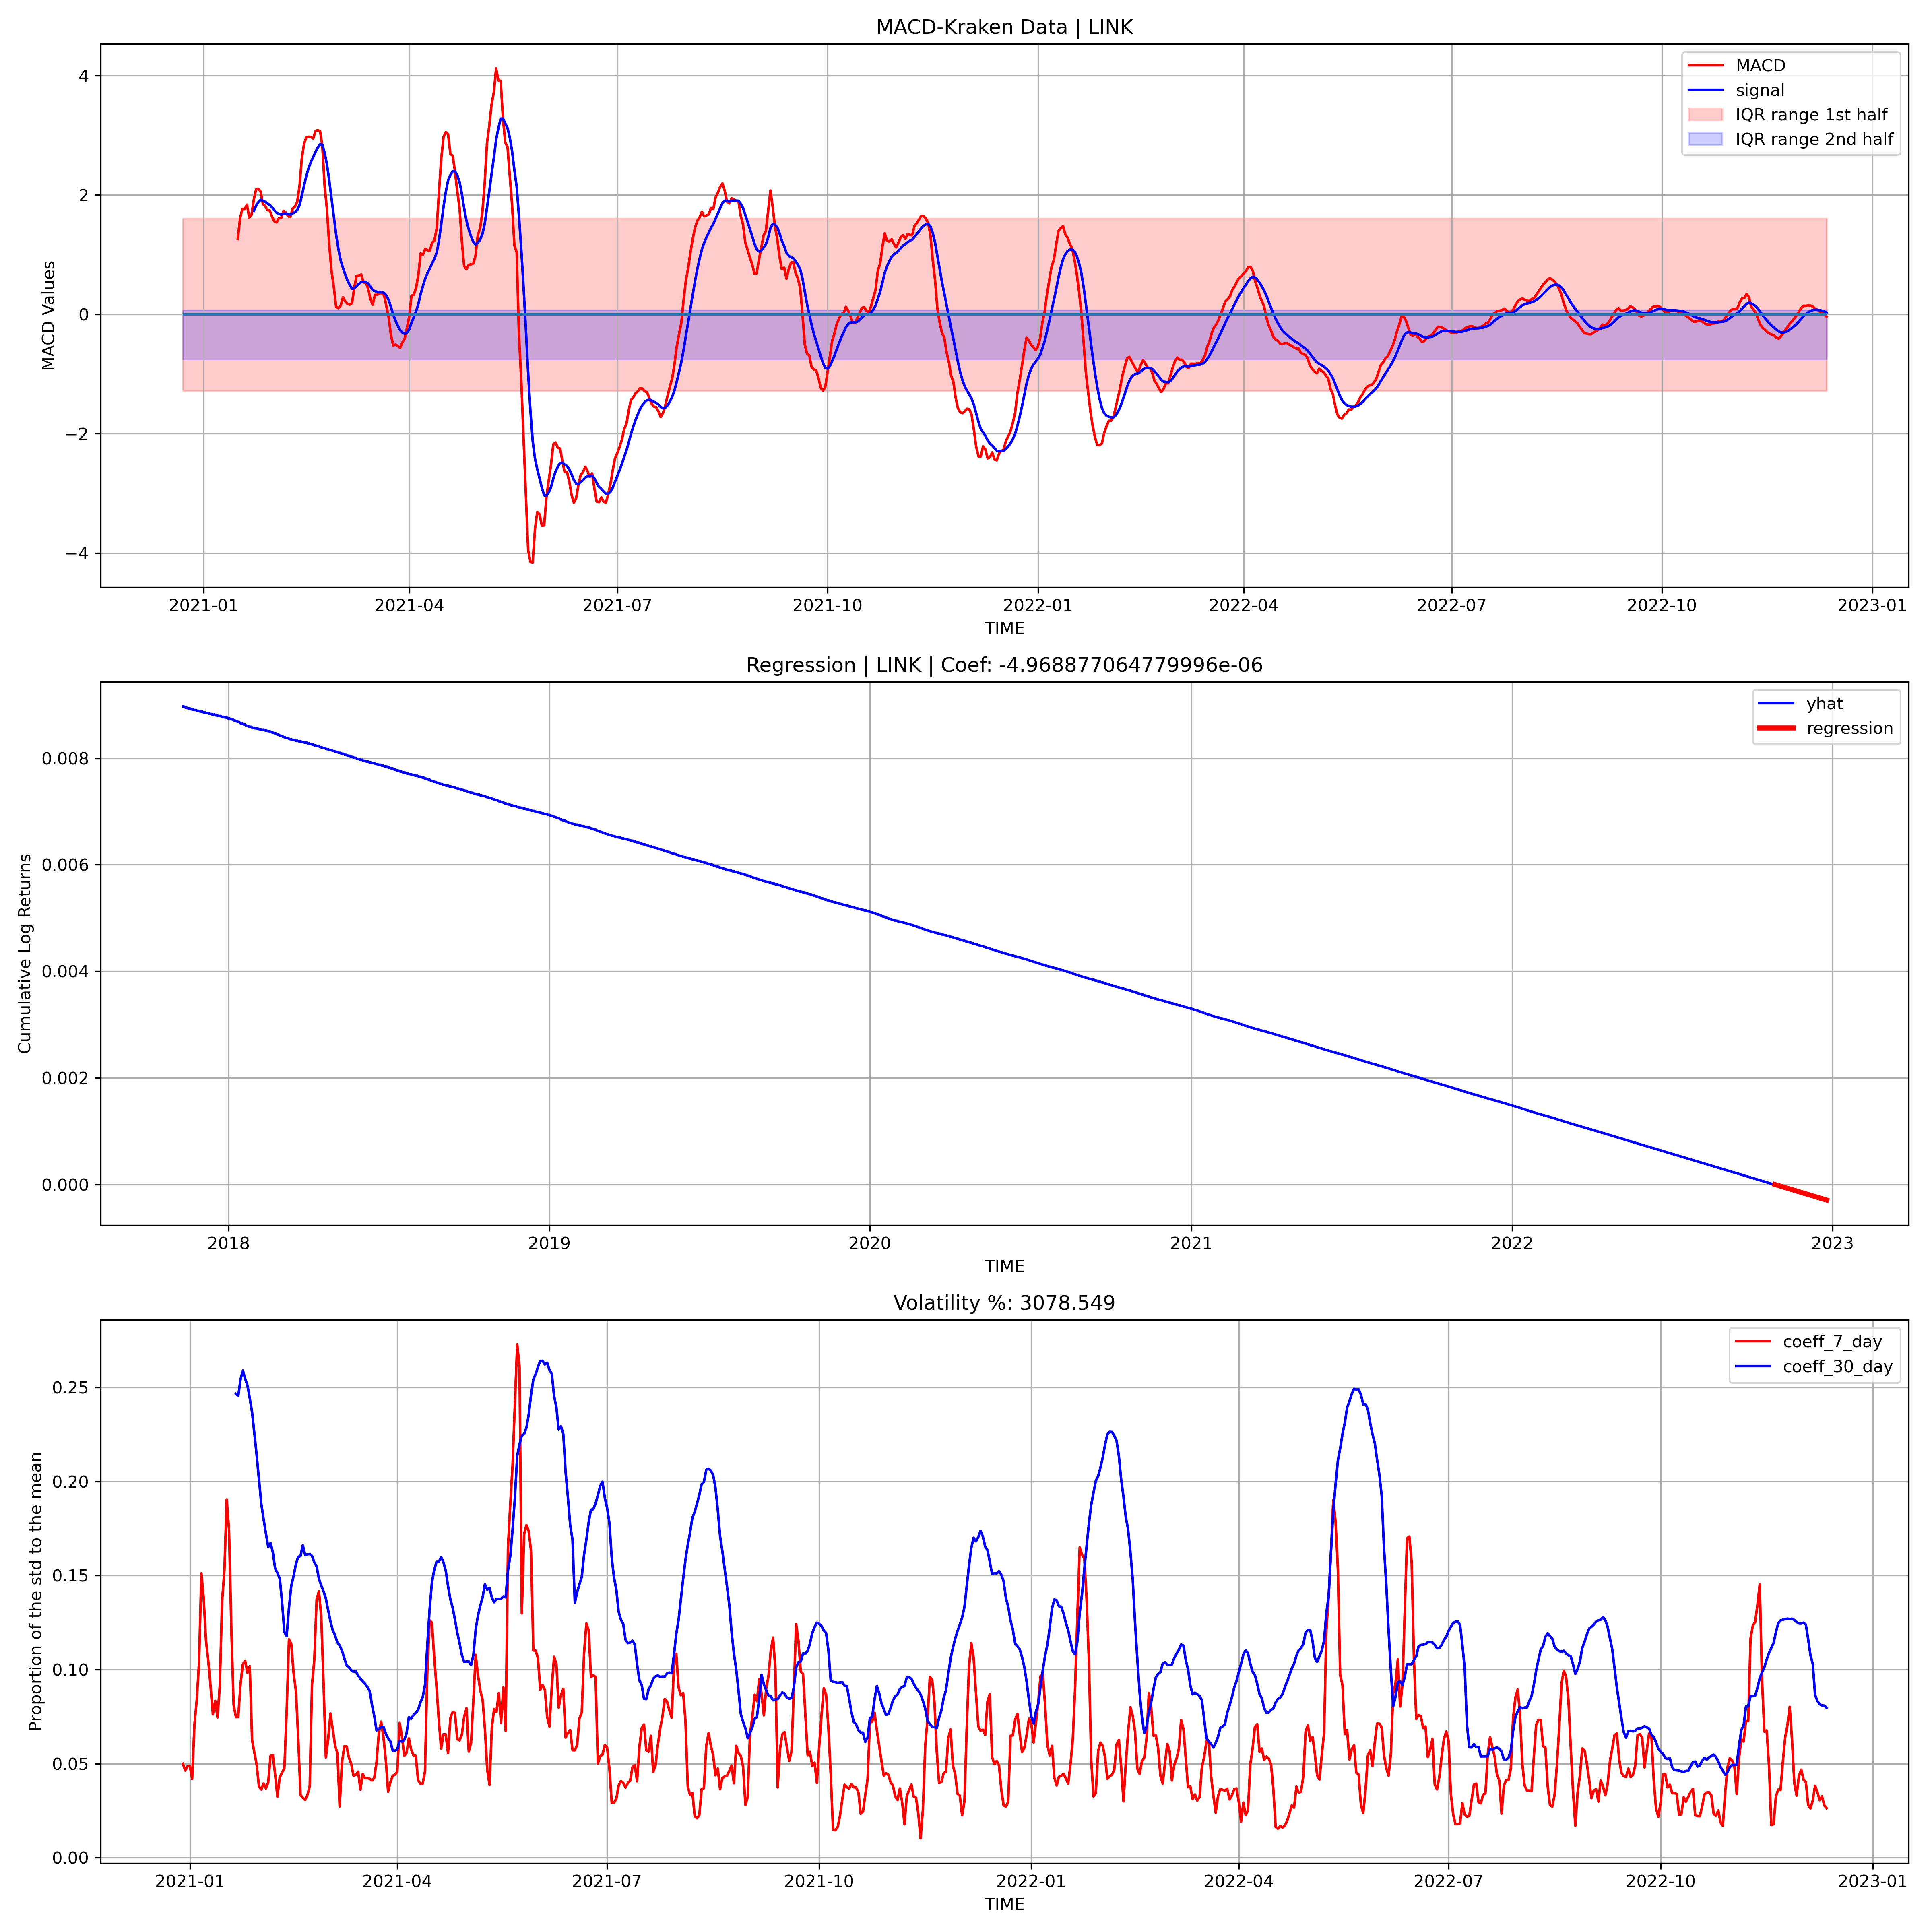 MACD-Kraken Data | LINK
MACD
signal
IQR range 1st half
IQR range 2nd half
MACD Values
4
2
0
−2
−4
2021-01 2021-04 2021-07 2021-10 2022-01 2022-04 2022-07 2022-10 2023-01
TIME
Regression | LINK | Coef: -4.968877064779996e-06
yhat
regression
Cumulative Log Returns
0.008
0.006
0.004
0.002
0.000
2018 2019 2020 2021 2022 2023
TIME
Volatility %: 3078.549
coeff_7_day
coeff_30_day
Proportion of the std to the mean
0.25
0.20
0.15
0.10
0.05
0.00
2021-01 2021-04 2021-07 2021-10 2022-01 2022-04 2022-07 2022-10 2023-01
TIME